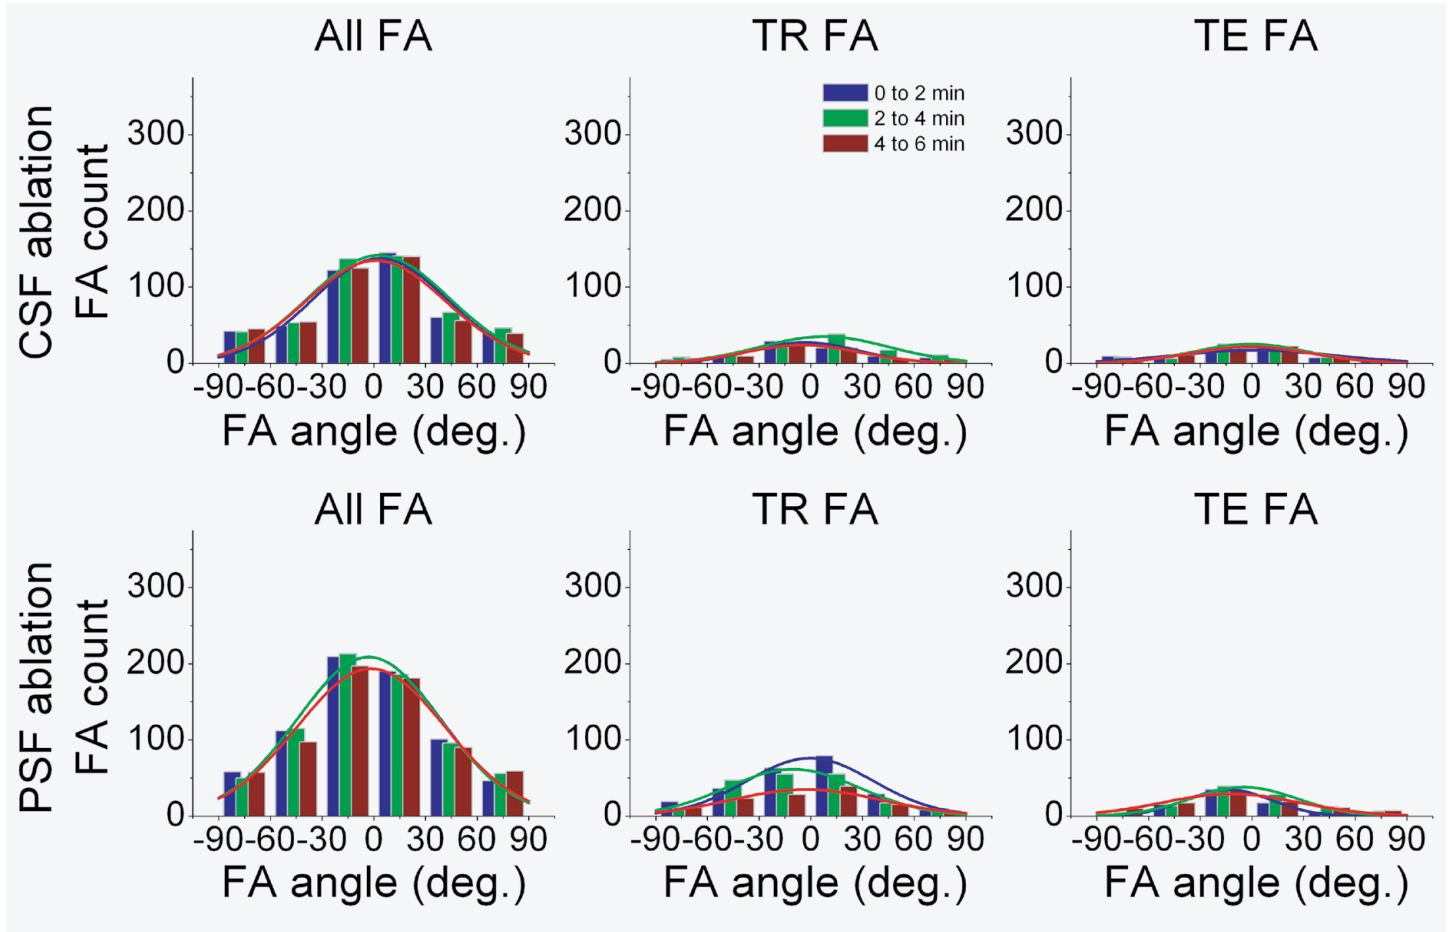 All FA
TR FA
TE FA
CSF ablation
FA count
300
200
100
0
-90 -60 -30 0 30 60 90
FA angle (deg.)
300
200
100
0
-90 -60 -30 0 30 60 90
FA angle (deg.)
0 to 2 min
2 to 4 min
4 to 6 min
300
200
100
0
-90 -60 -30 0 30 60 90
FA angle (deg.)
All FA
TR FA
TE FA
PSF ablation
FA count
300
200
100
0
-90 -60 -30 0 30 60 90
FA angle (deg.)
300
200
100
0
-90 -60 -30 0 30 60 90
FA angle (deg.)
300
200
100
0
-90 -60 -30 0 30 60 90
FA angle (deg.)